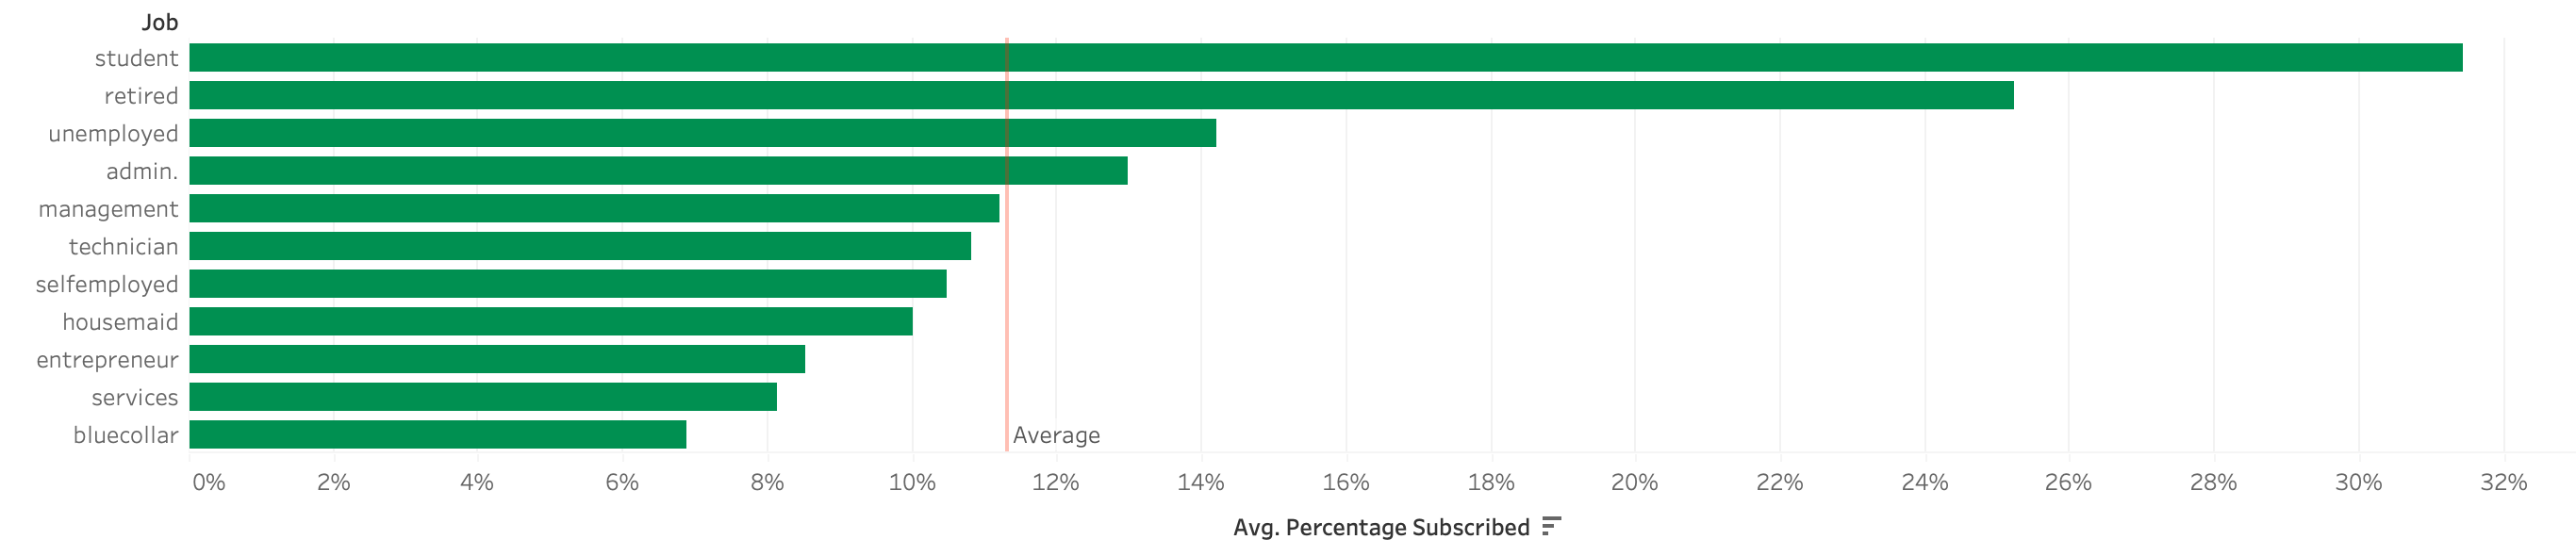 Job
student
retired
unemployed
admin.
management
technician
selfemployed
housemaid
entrepreneur
services
bluecollar
Average
0% 2% 4% 6% 8% 10% 12% 14% 16% 18% 20% 22% 24% 26% 28% 30% 32%
Avg. Percentage Subscribed